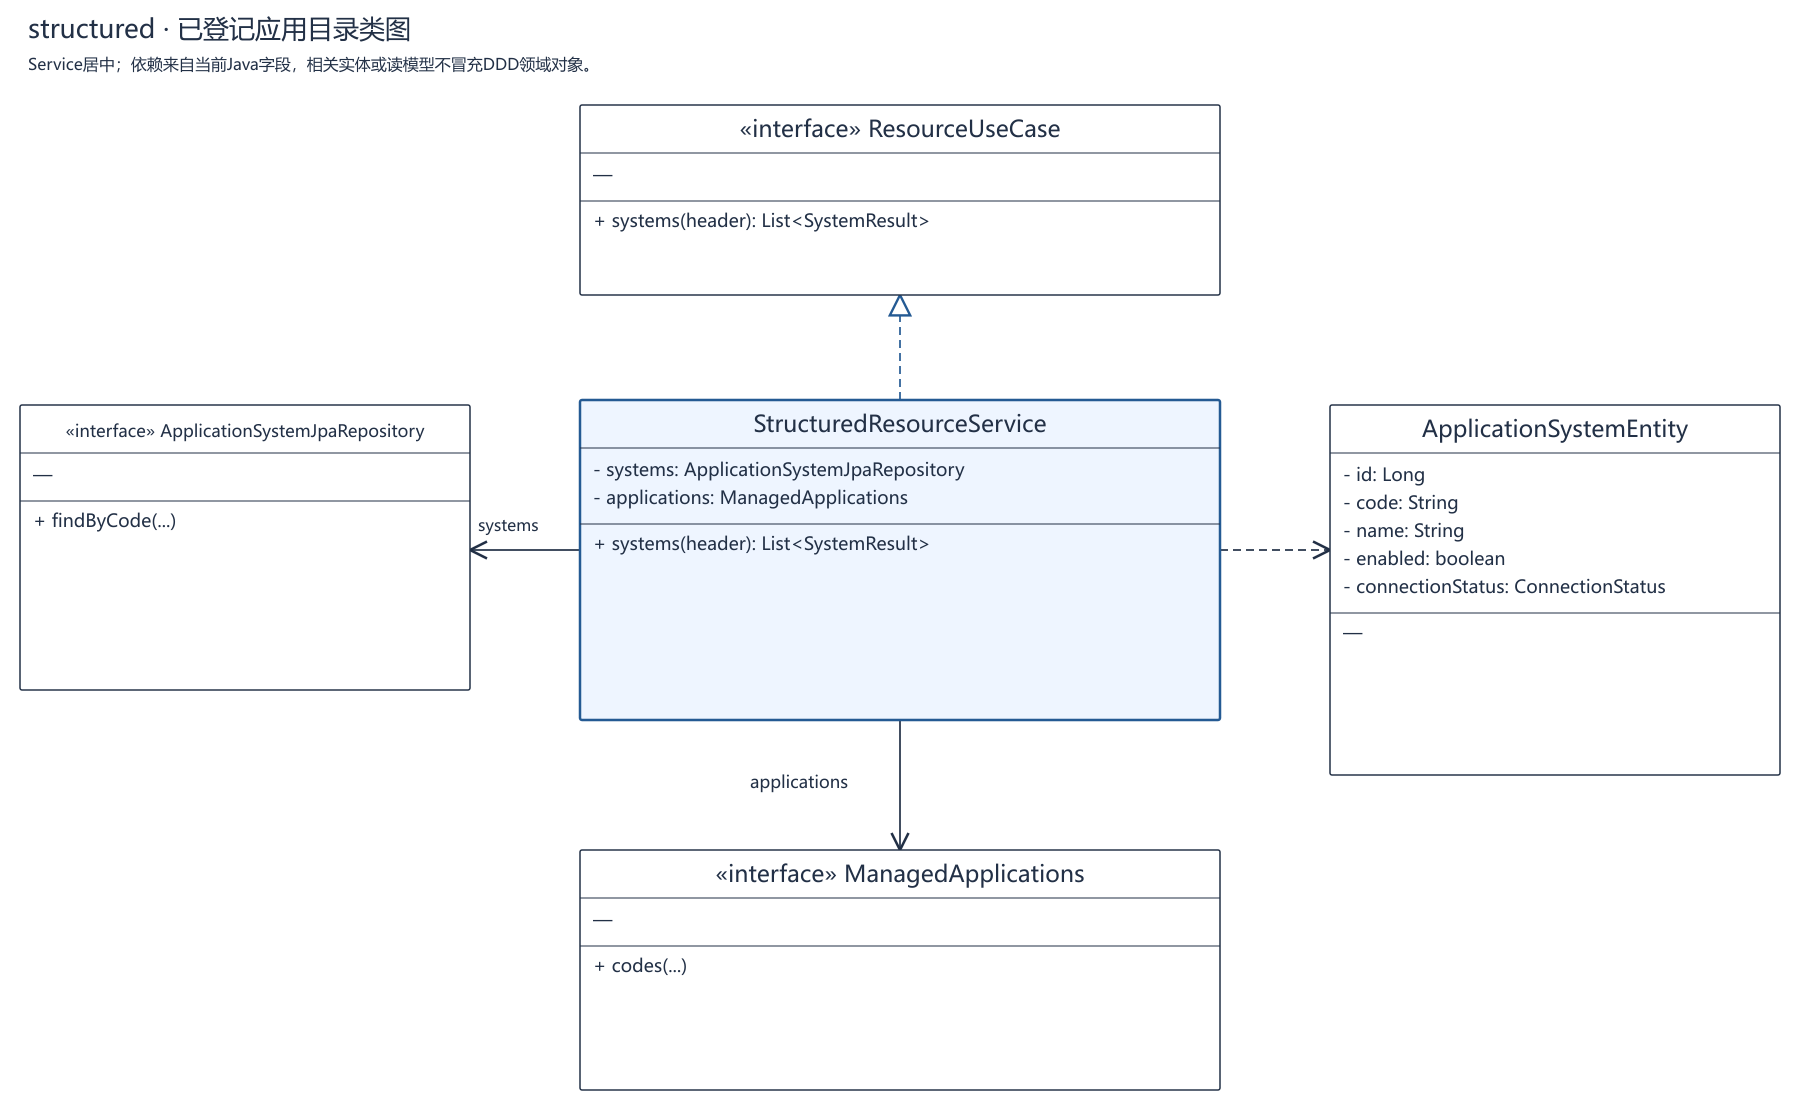 structured · 已登记应用目录类图
Service居中；依赖来自当前Java字段，相关实体或读模型不冒充DDD领域对象。
«interface» ResourceUseCase
—
+ systems(header): List<SystemResult>
«interface» ApplicationSystemJpaRepository
—
+ findByCode(...)
systems
StructuredResourceService
- systems: ApplicationSystemJpaRepository
- applications: ManagedApplications
+ systems(header): List<SystemResult>
ApplicationSystemEntity
- id: Long
- code: String
- name: String
- enabled: boolean
- connectionStatus: ConnectionStatus
—
applications
«interface» ManagedApplications
—
+ codes(...)